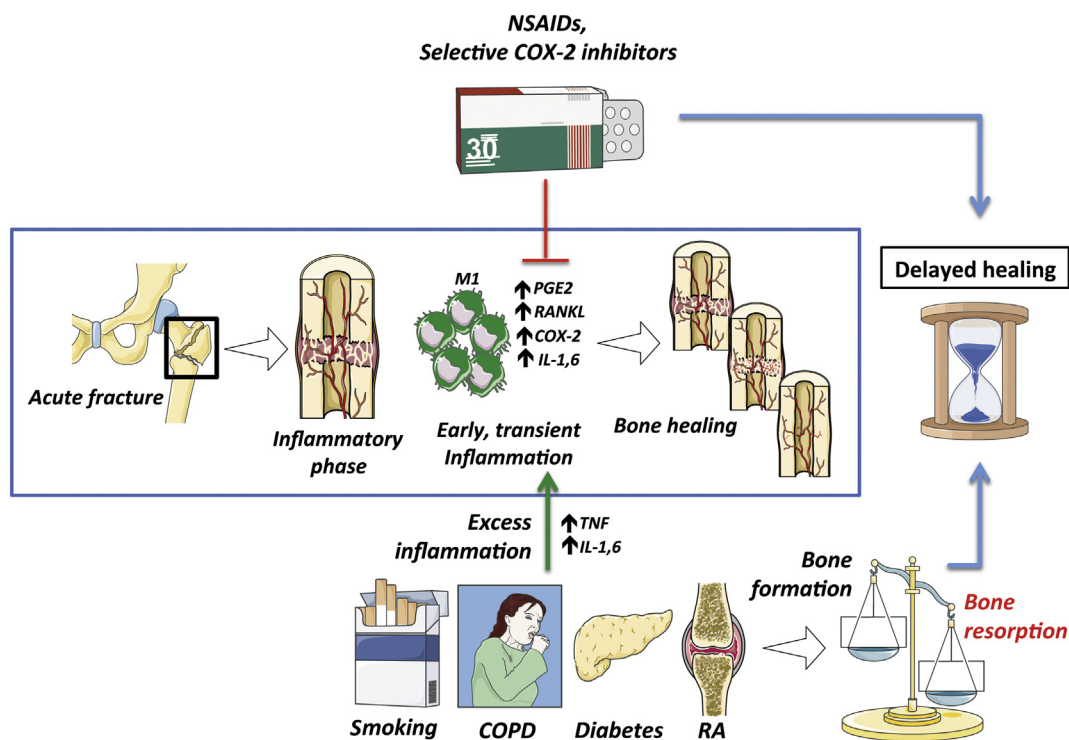 NSAIDs,
Selective COX-2 inhibitors
30
Delayed healing
M1
↑ PGE2
↑ RANKL
↑ COX-2
↑ IL-1,6
Acute fracture
Inflammatory
phase
Early, transient
Inflammation
Bone healing
Excess
inflammation
↑ TNF
↑ IL-1,6
Bone
formation
Bone
resorption
Smoking
COPD
Diabetes
RA